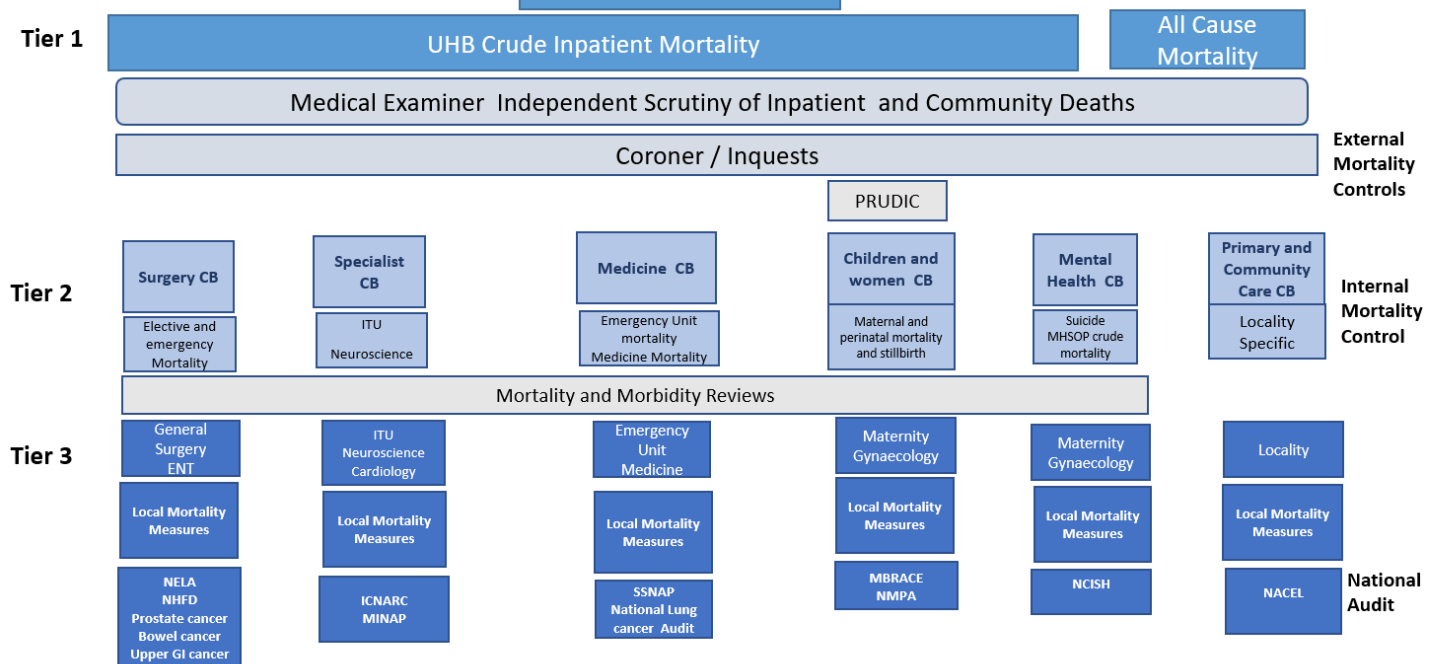 Tier 1
UHB Crude Inpatient Mortality
All Cause
Mortality
Medical Examiner Independent Scrutiny of Inpatient and Community Deaths
Coroner / Inquests
External
Mortality
Controls
PRUDIC
Tier 2
Surgery CB
Specialist
CB
Medicine CB
Children and
women CB
Mental
Health CB
Primary and
Community
Care CB
Internal
Mortality
Control
Elective and
emergency
Mortality
ITU
Neuroscience
Emergency Unit
mortality
Medicine Mortality
Maternal and
perinatal mortality
and stillbirth
Suicide
MHSOP crude
mortality
Locality
Specific
Mortality and Morbidity Reviews
Tier 3
General
Surgery
ENT
ITU
Neuroscience
Cardiology
Emergency
Unit
Medicine
Maternity
Gynaecology
Maternity
Gynaecology
Locality
Local Mortality
Measures
Local Mortality
Measures
Local Mortality
Measures
Local Mortality
Measures
Local Mortality
Measures
Local Mortality
Measures
NELA
NHFD
Prostate cancer
Bowel cancer
Upper GI cancer
ICNARC
MINAP
SSNAP
National Lung
cancer Audit
MBRACE
NMPA
NCISH
NACEL
National
Audit